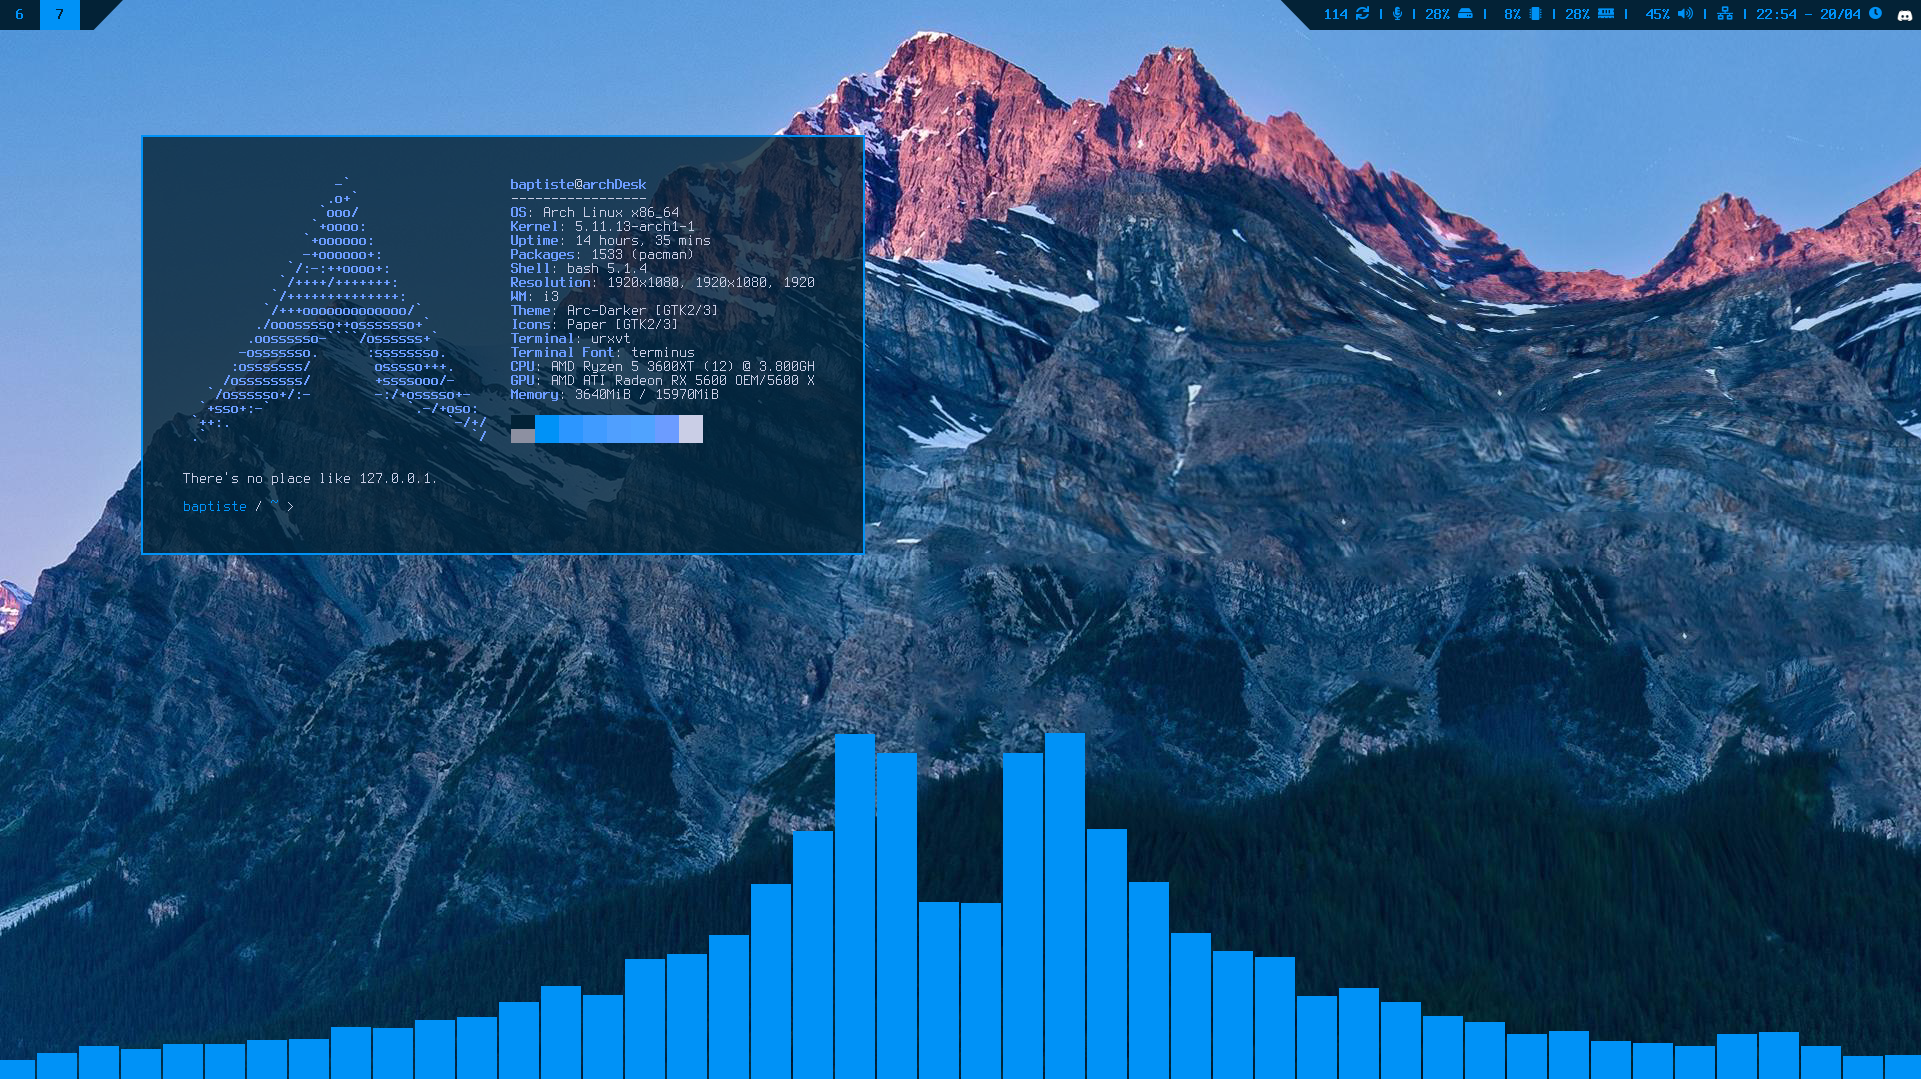 6 7
114 | | 28% | 8% | 28% | 45% | | 22:54 - 20/04
-`
.o+`
`ooo/
`+oooo:
`+oooooo:
-+oooooo+:
`/:-:++oooo+:
`/++++/+++++++:
`/++++++++++++++:
`/+++ooooooooooooo/`
./ooosssso++osssssso+`
.oossssso-````/ossssss+`
-osssssso. :ssssssso.
:osssssss/ osssso+++.
/ossssssss/ +ssssooo/-
`/ossssso+/:- -:/+osssso+-
`+sso+:-` `.-/+oso:
`++:. `-/+/
.` `/
baptiste@archDesk
-----------------
OS: Arch Linux x86_64
Kernel: 5.11.13-arch1-1
Uptime: 14 hours, 35 mins
Packages: 1533 (pacman)
Shell: bash 5.1.4
Resolution: 1920x1080, 1920x1080, 1920
WM: i3
Theme: Arc-Darker [GTK2/3]
Icons: Paper [GTK2/3]
Terminal: urxvt
Terminal Font: terminus
CPU: AMD Ryzen 5 3600XT (12) @ 3.800GH
GPU: AMD ATI Radeon RX 5600 OEM/5600 X
Memory: 3640MiB / 15970MiB
There's no place like 127.0.0.1.
baptiste / ~ >